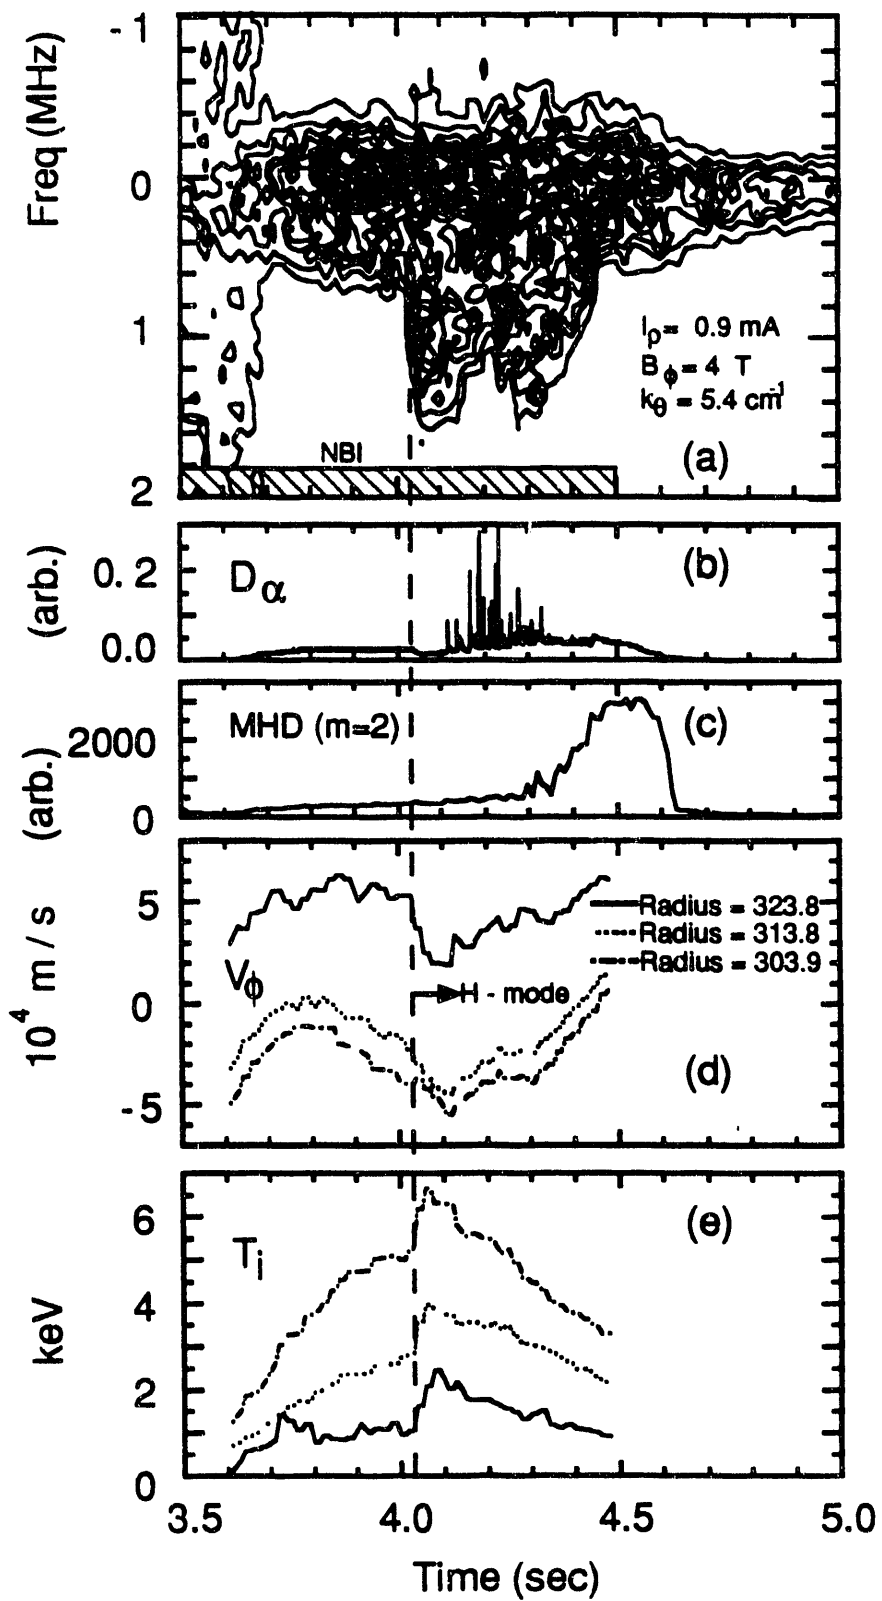 -1
Freq (MHz)
0
1
2
Iρ= 0.9 mA
Bϕ=4 T
kθ = 5.4 cm-1
NBI
(a)
(arb.)
0.2
0.0
Dα
(b)
(arb.)
2000
0
MHD (m=2)
(c)
10^4 m/s
5
0
-5
Vϕ
Radius = 323.8
Radius = 313.8
Radius = 303.9
H - mode
(d)
keV
6
4
2
0
Ti
(e)
3.5 4.0 4.5 5.0
Time (sec)